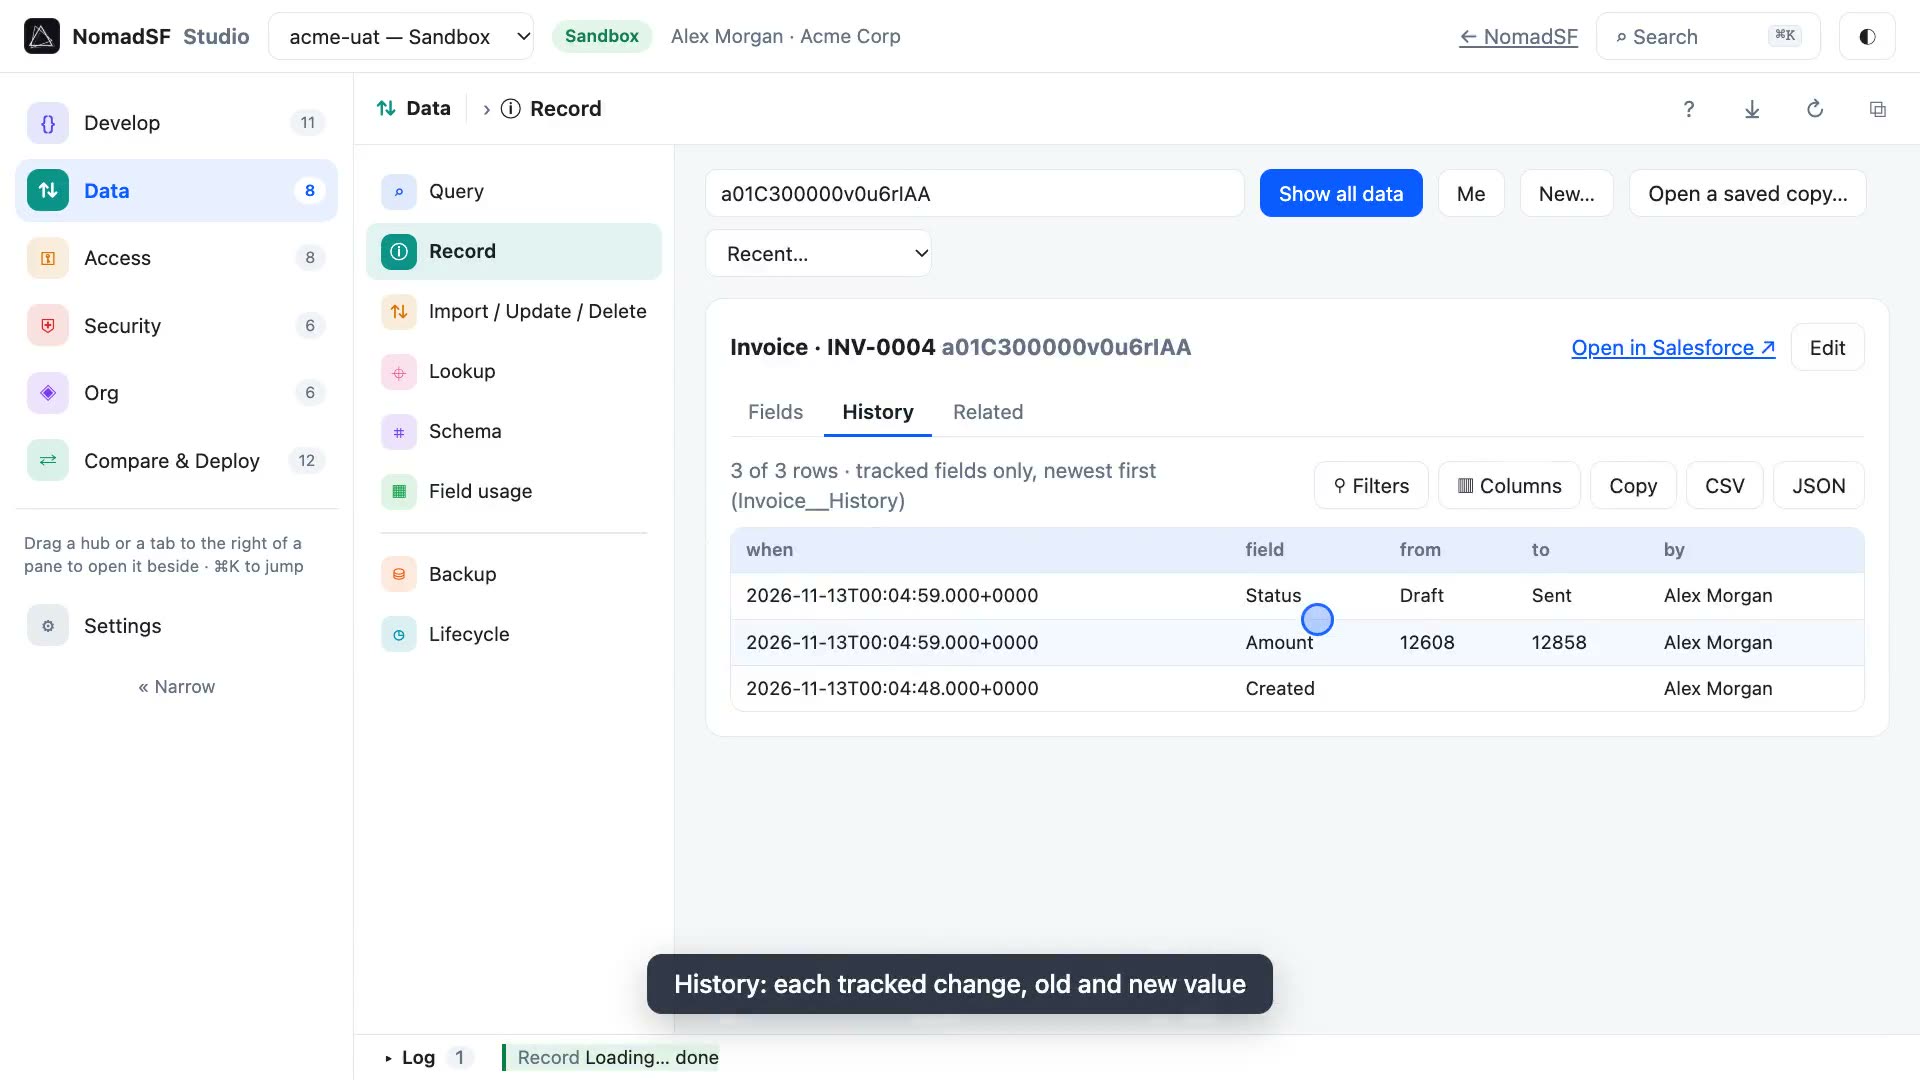 NomadSF Studio
acme-uat — Sandbox
Sandbox
Alex Morgan · Acme Corp
← NomadSF
Search
⌘K
Develop 11
Data 8
Access 8
Security 6
Org 6
Compare & Deploy 12
Drag a hub or a tab to the right of a
pane to open it beside · ⌘K to jump
Settings
« Narrow
Data › Record
?
Query
Record
Import / Update / Delete
Lookup
Schema
Field usage
Backup
Lifecycle
a01C300000v0u6rIAA
Show all data
Me
New...
Open a saved copy...
Recent...
Invoice · INV-0004 a01C300000v0u6rIAA
Open in Salesforce ↗
Edit
Fields
History
Related
3 of 3 rows · tracked fields only, newest first
(Invoice__History)
Filters
Columns
Copy
CSV
JSON
when field from to by
2026-11-13T00:04:59.000+0000 Status Draft Sent Alex Morgan
2026-11-13T00:04:59.000+0000 Amount 12608 12858 Alex Morgan
2026-11-13T00:04:48.000+0000 Created Alex Morgan
History: each tracked change, old and new value
▸ Log 1
Record Loading... done